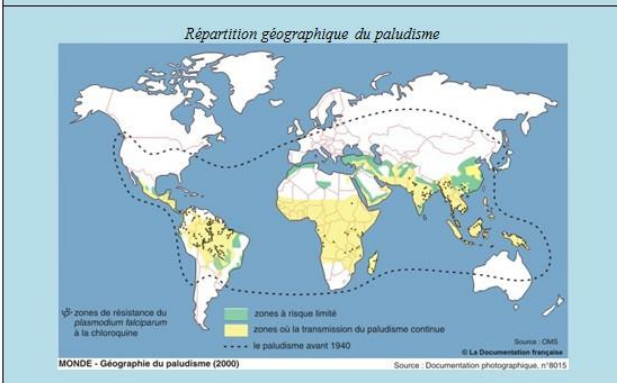 Répartition géographique du paludisme
zones de résistance du
plasmodium falciparum
à la chloroquine
zones à risque limité
zones où la transmission du paludisme continue
le paludisme avant 1940
Source : OMS
© La Documentation française
MONDE - Géographie du paludisme (2000)
Source : Documentation photographique, n°8015